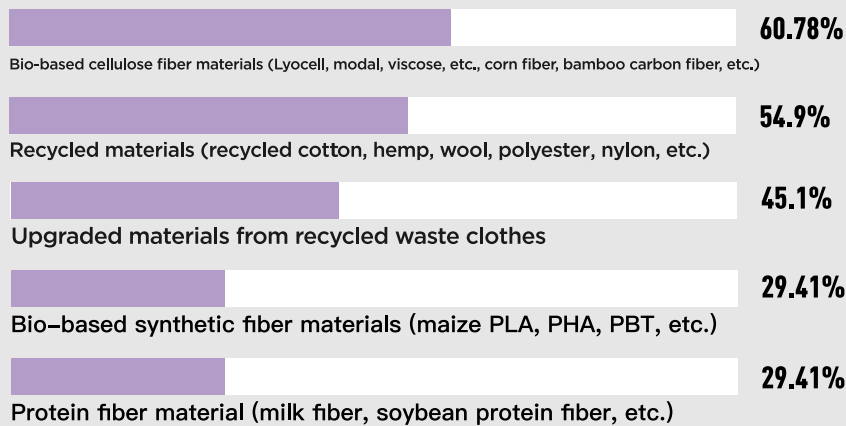 60.78%
Bio-based cellulose fiber materials (Lyocell, modal, viscose, etc., corn fiber, bamboo carbon fiber, etc.)
54.9%
Recycled materials (recycled cotton, hemp, wool, polyester, nylon, etc.)
45.1%
Upgraded materials from recycled waste clothes
29.41%
Bio–based synthetic fiber materials (maize PLA, PHA, PBT, etc.)
29.41%
Protein fiber material (milk fiber, soybean protein fiber, etc.)